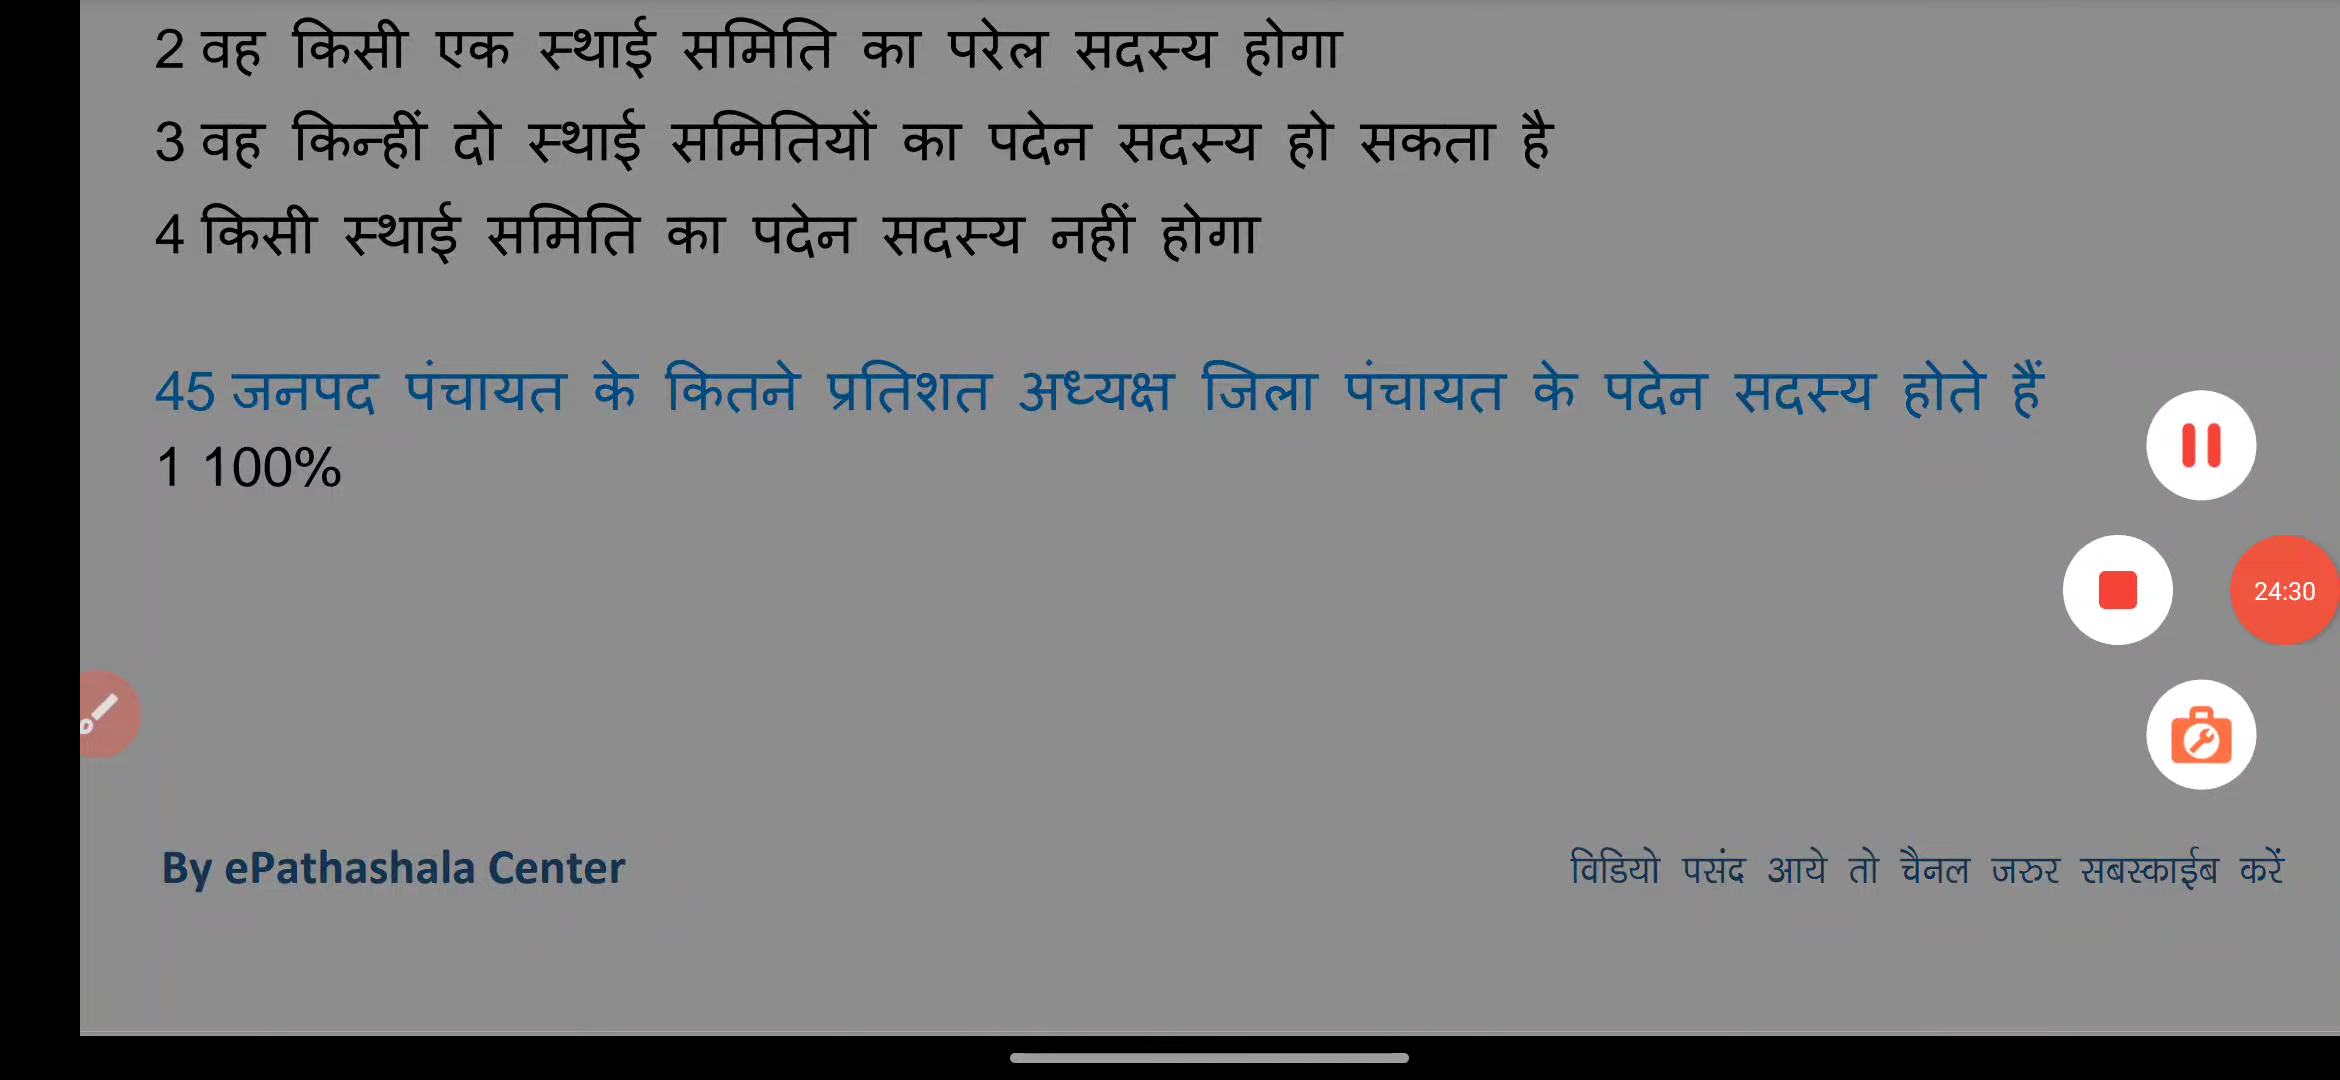 2 वह किसी एक स्थाई समिति का परेल सदस्य होगा
3 वह किन्हीं दो स्थाई समितियों का पदेन सदस्य हो सकता है
4 किसी स्थाई समिति का पदेन सदस्य नहीं होगा
45 जनपद पंचायत के कितने प्रतिशत अध्यक्ष जिला पंचायत के पदेन सदस्य होते हैं
1 100%
24:30
By ePathashala Center
विडियो पसंद आये तो चैनल जरुर सबस्काईब करें